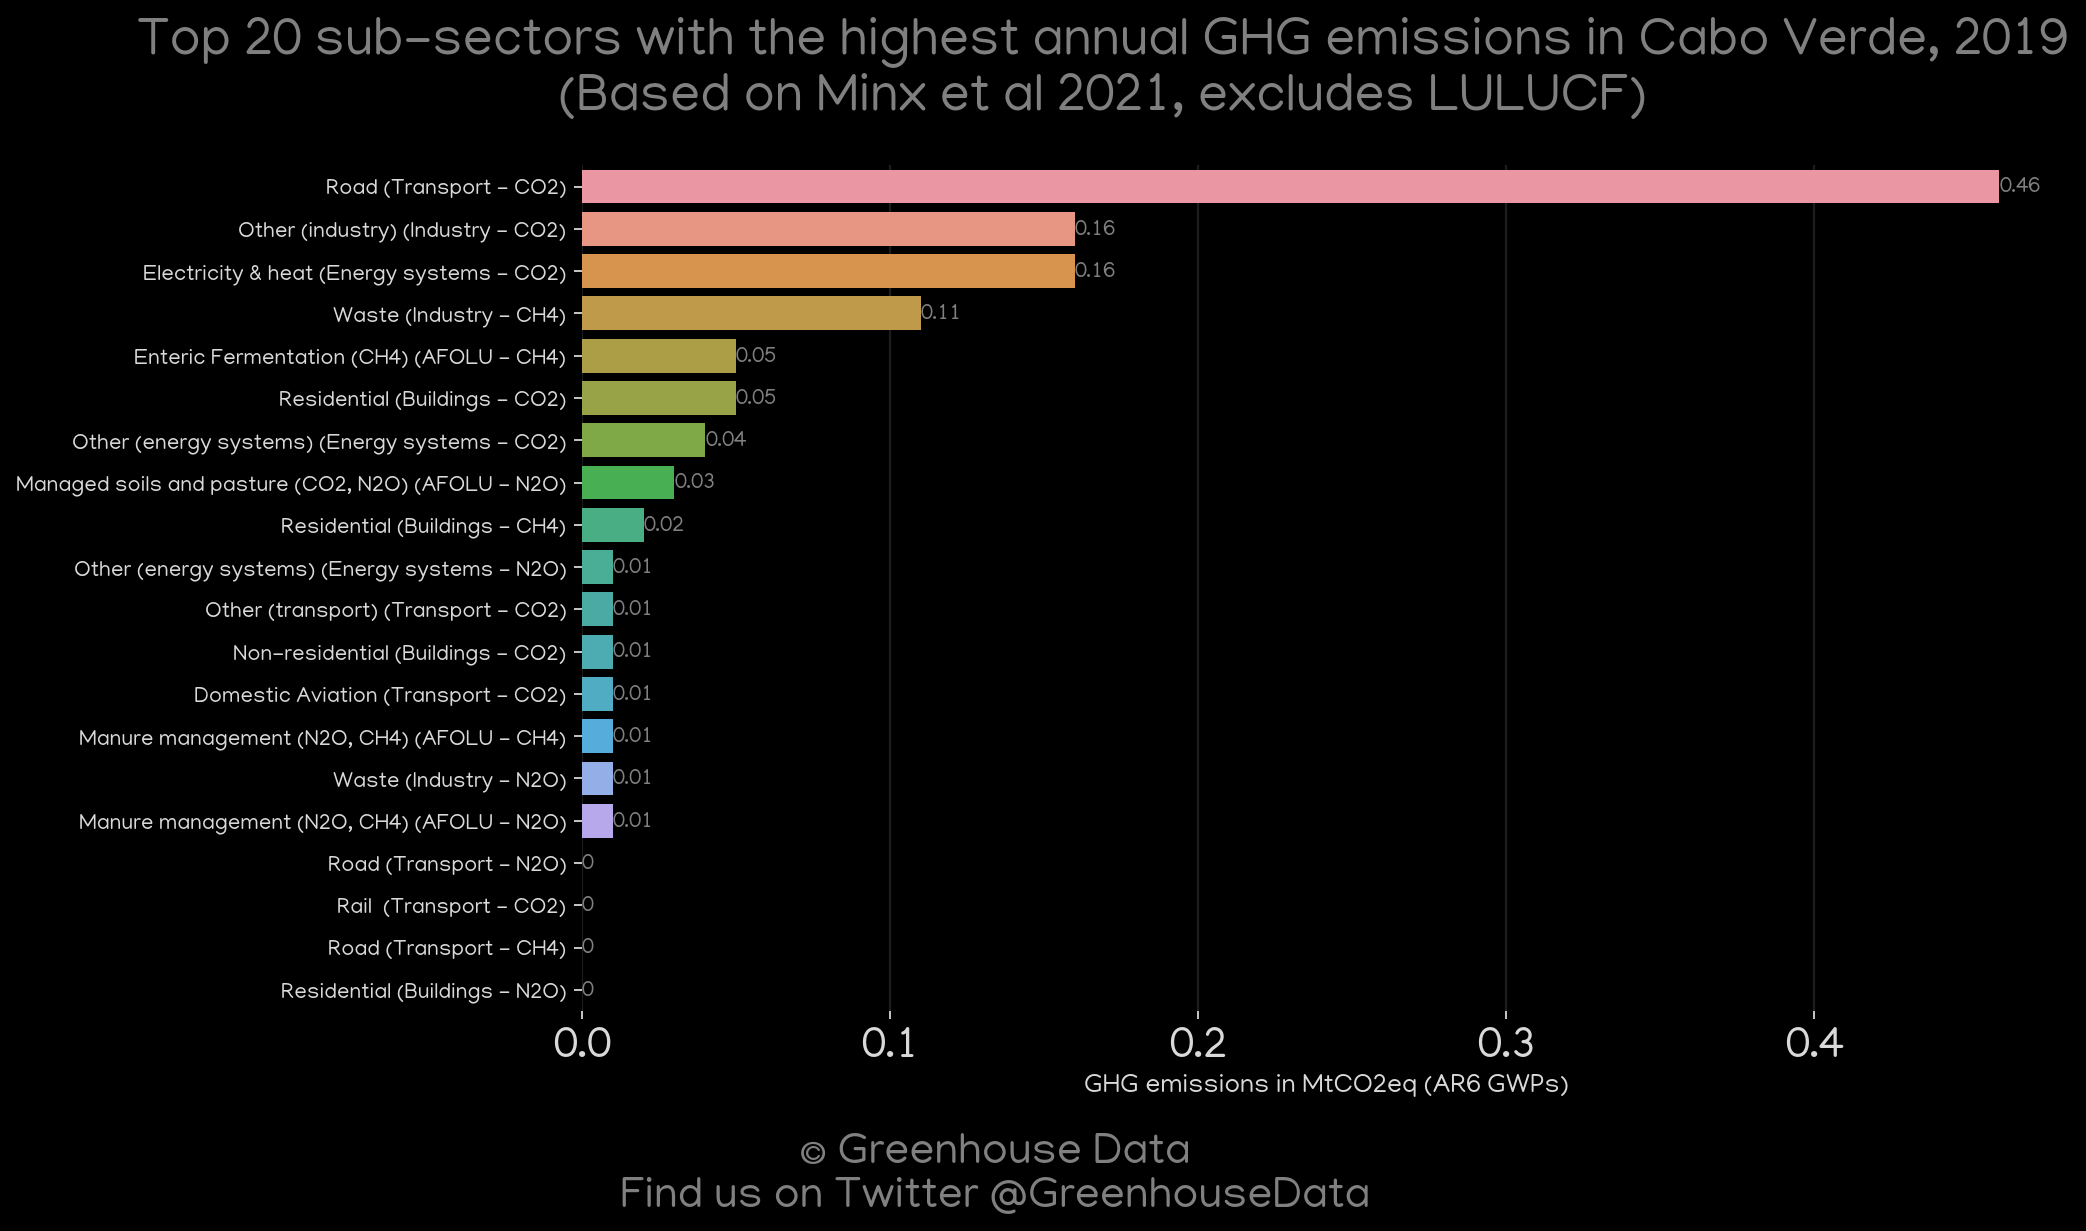 Top 20 sub-sectors with the highest annual GHG emissions in Cabo Verde, 2019
(Based on Minx et al 2021, excludes LULUCF)
Road (Transport - CO2) 0.46
Other (industry) (Industry - CO2) 0.16
Electricity & heat (Energy systems - CO2) 0.16
Waste (Industry - CH4) 0.11
Enteric Fermentation (CH4) (AFOLU - CH4) 0.05
Residential (Buildings - CO2) 0.05
Other (energy systems) (Energy systems - CO2) 0.04
Managed soils and pasture (CO2, N2O) (AFOLU - N2O) 0.03
Residential (Buildings - CH4) 0.02
Other (energy systems) (Energy systems - N2O) 0.01
Other (transport) (Transport - CO2) 0.01
Non-residential (Buildings - CO2) 0.01
Domestic Aviation (Transport - CO2) 0.01
Manure management (N2O, CH4) (AFOLU - CH4) 0.01
Waste (Industry - N2O) 0.01
Manure management (N2O, CH4) (AFOLU - N2O) 0.01
Road (Transport - N2O) 0
Rail  (Transport - CO2) 0
Road (Transport - CH4) 0
Residential (Buildings - N2O) 0
0.0 0.1 0.2 0.3 0.4
GHG emissions in MtCO2eq (AR6 GWPs)
© Greenhouse Data
Find us on Twitter @GreenhouseData